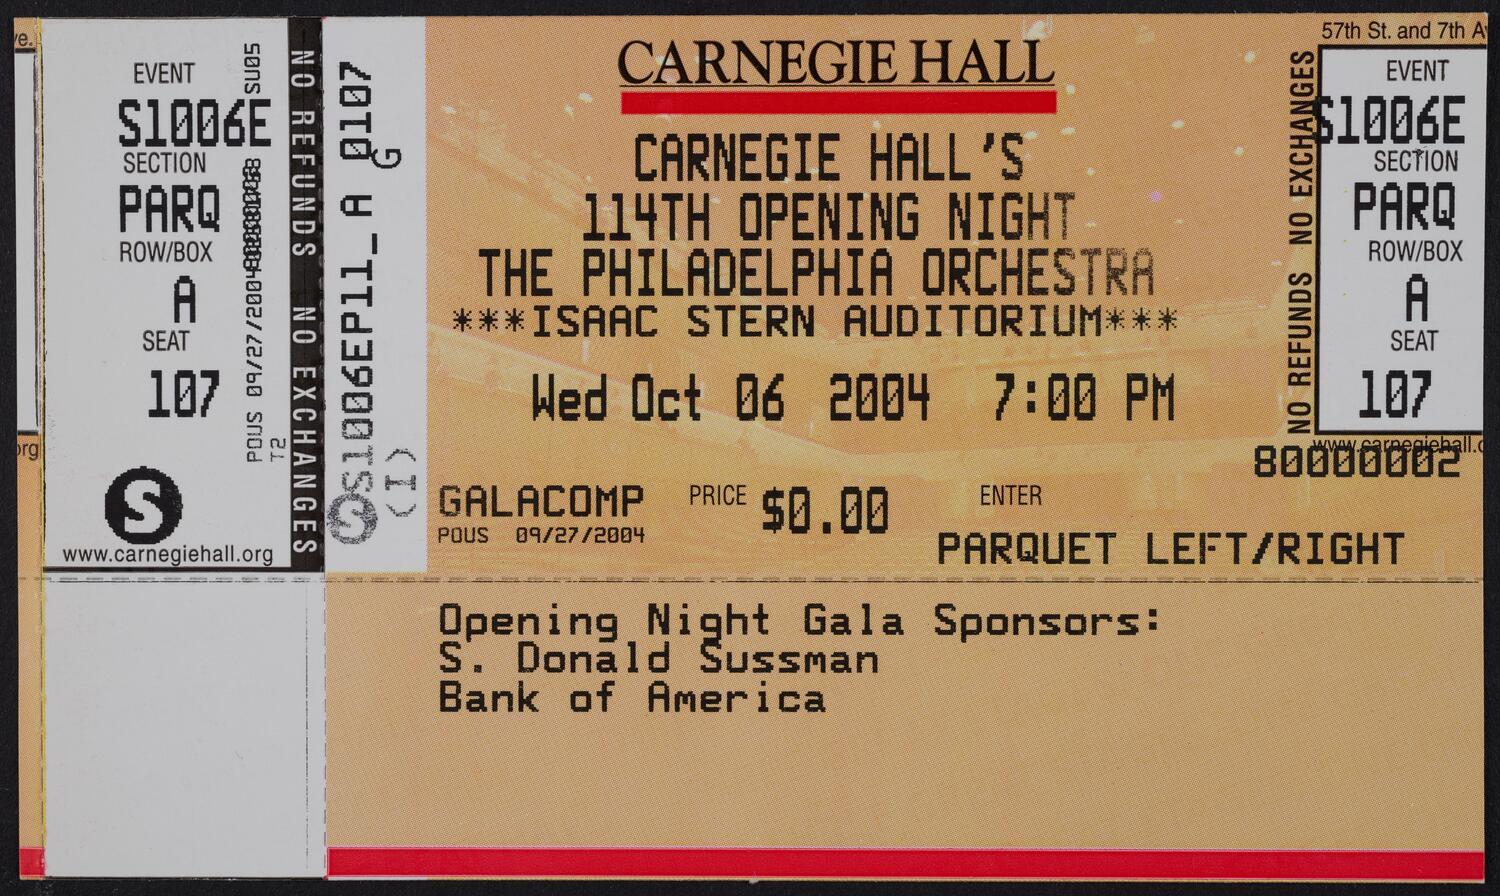 ve.
org
EVENT
S1006E
SECTION
PARQ
ROW/BOX
A
SEAT
107
www.carnegiehall.org
SU05
POUS 09/27/2004
T2
NO REFUNDS NO EXCHANGES
S1006EP11_A 0107
G
(I)
CARNEGIE HALL
CARNEGIE HALL'S
114TH OPENING NIGHT
THE PHILADELPHIA ORCHESTRA
***ISAAC STERN AUDITORIUM***
Wed Oct 06 2004 7:00 PM
GALACOMP PRICE $0.00 ENTER
POUS 09/27/2004
PARQUET LEFT/RIGHT
NO REFUNDS NO EXCHANGES
57th St. and 7th A
EVENT
S1006E
SECTION
PARQ
ROW/BOX
A
SEAT
107
www.carnegiehall.
80000002
Opening Night Gala Sponsors:
S. Donald Sussman
Bank of America